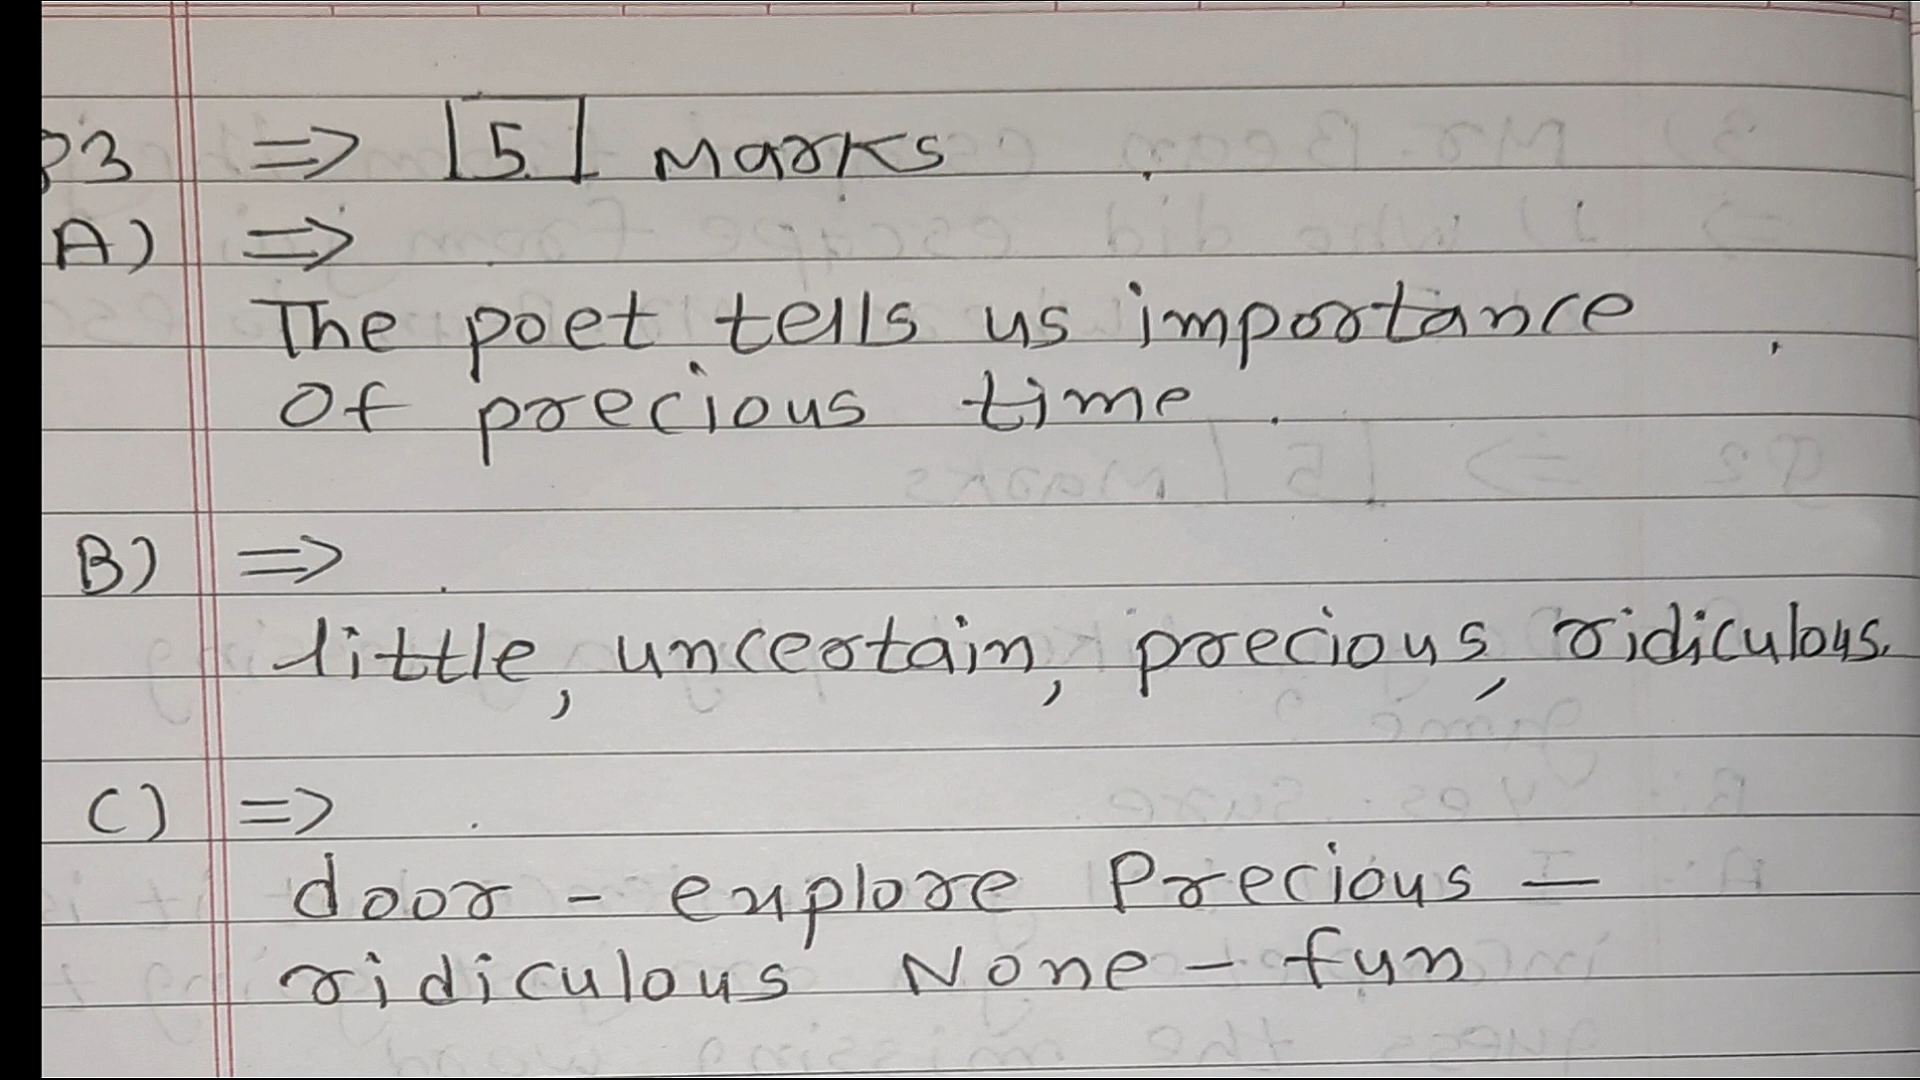 Q3 => 5 Marks
A) =>
The poet tells us importance
of precious time.
B) =>
little, uncertain, precious, ridiculous.
C) =>
door - explore Precious -
ridiculous None - fun